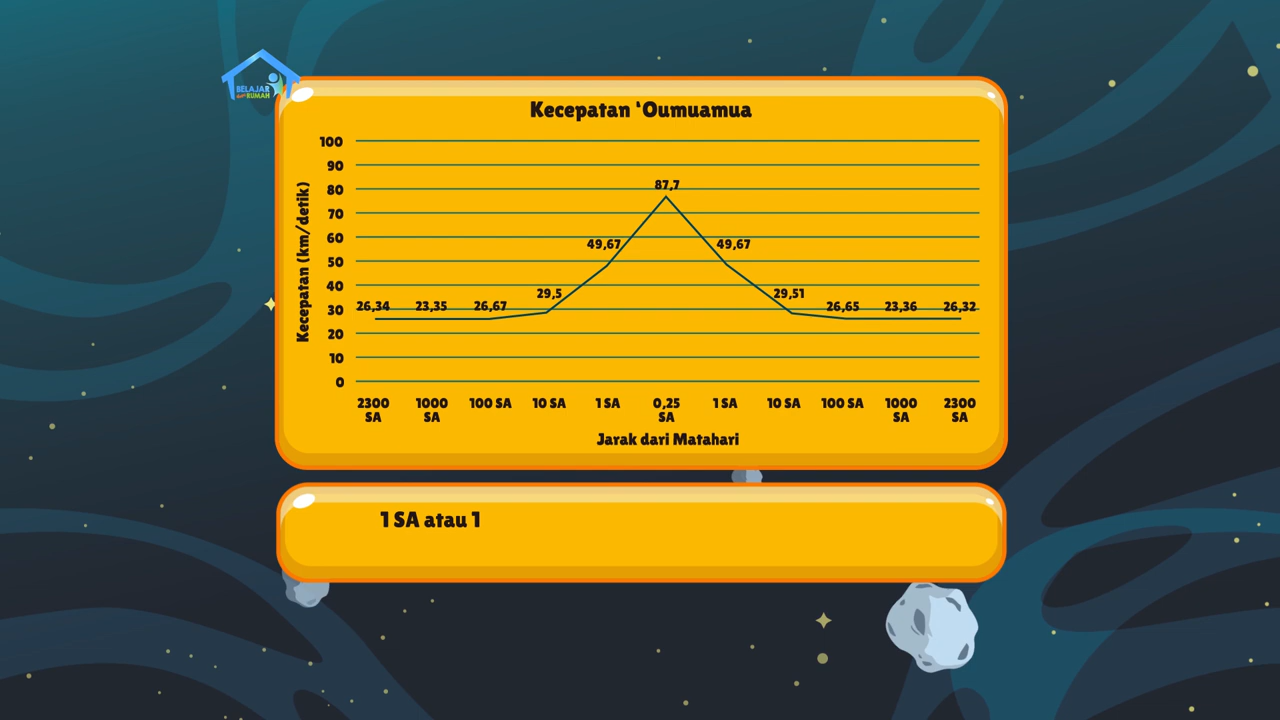 BELAJAR
dari RUMAH
Kecepatan ‘Oumuamua
Kecepatan (km/detik)
100
90
80
70
60
50
40
30
20
10
0
26,34 23,35 26,67 29,5 49,67 87,7 49,67 29,51 26,65 23,36 26,32
2300 SA 1000 SA 100 SA 10 SA 1 SA 0,25 SA 1 SA 10 SA 100 SA 1000 SA 2300 SA
Jarak dari Matahari
1 SA atau 1